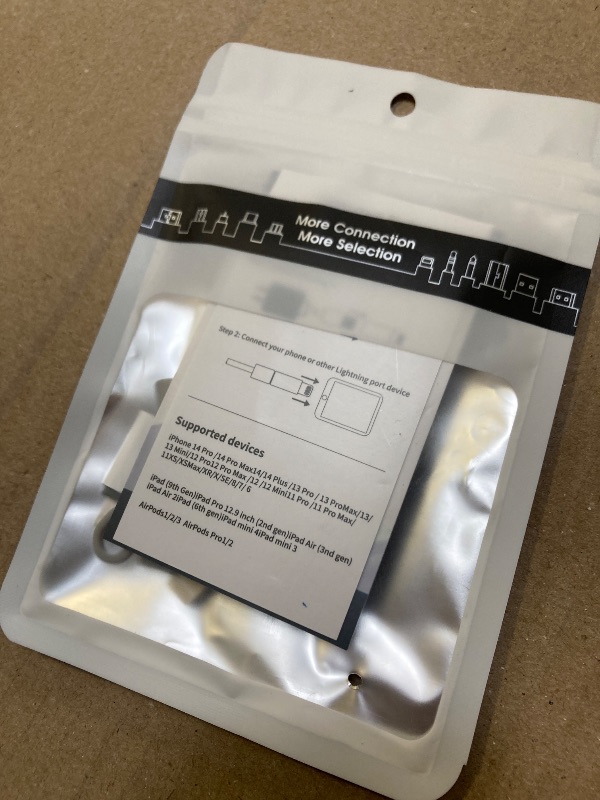 More Connection
More Selection
Step 2: Connect your phone or other Lightning port device
Supported devices
iPhone 14 Pro /14 Pro Max14/14 Plus /13 Pro / 13 ProMax/13/
13 Mini/12 Pro12 Pro Max /12 /12 Mini11 Pro /11 Pro Max/
11XS/XSMax/XR/X/SE/8/7/ 6
iPad (9th Gen)iPad Pro 12.9 inch (2nd gen)iPad Air (3nd gen)
iPad Air 2iPad (6th gen)iPad mini 4iPad mini 3
AirPods1/2/3 AirPods Pro1/2